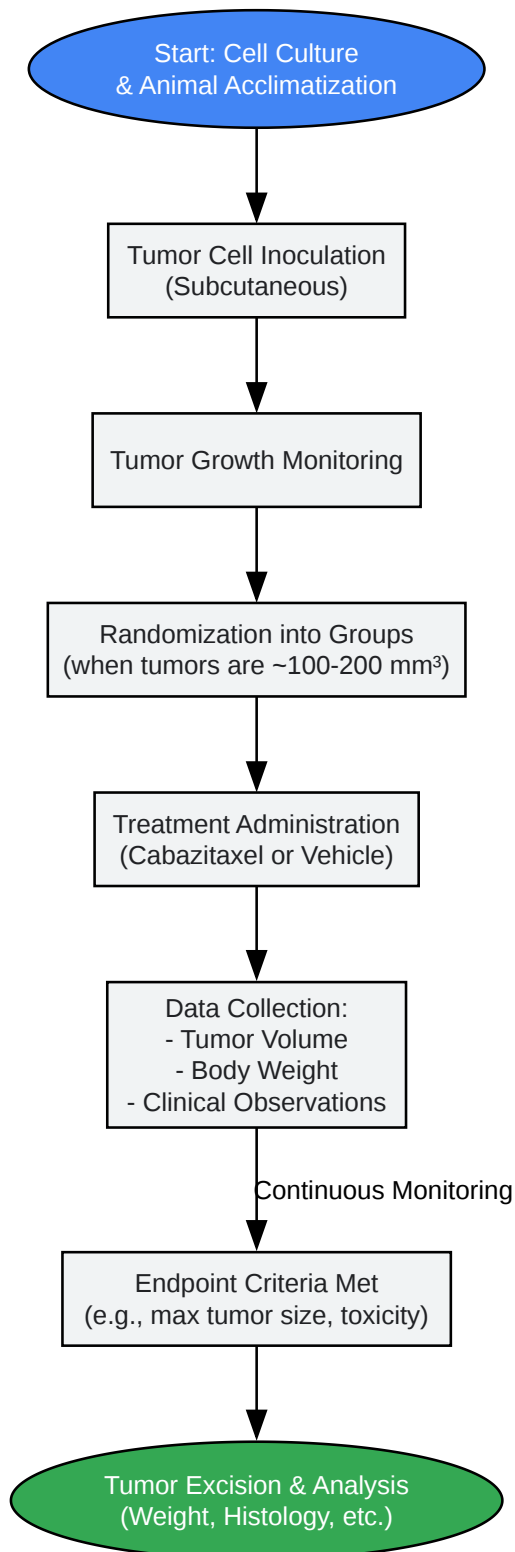 Start: Cell Culture
& Animal Acclimatization
Tumor Cell Inoculation
(Subcutaneous)
Tumor Growth Monitoring
Randomization into Groups
(when tumors are ~100-200 mm³)
Treatment Administration
(Cabazitaxel or Vehicle)
Data Collection:
- Tumor Volume
- Body Weight
- Clinical Observations
Continuous Monitoring
Endpoint Criteria Met
(e.g., max tumor size, toxicity)
Tumor Excision & Analysis
(Weight, Histology, etc.)